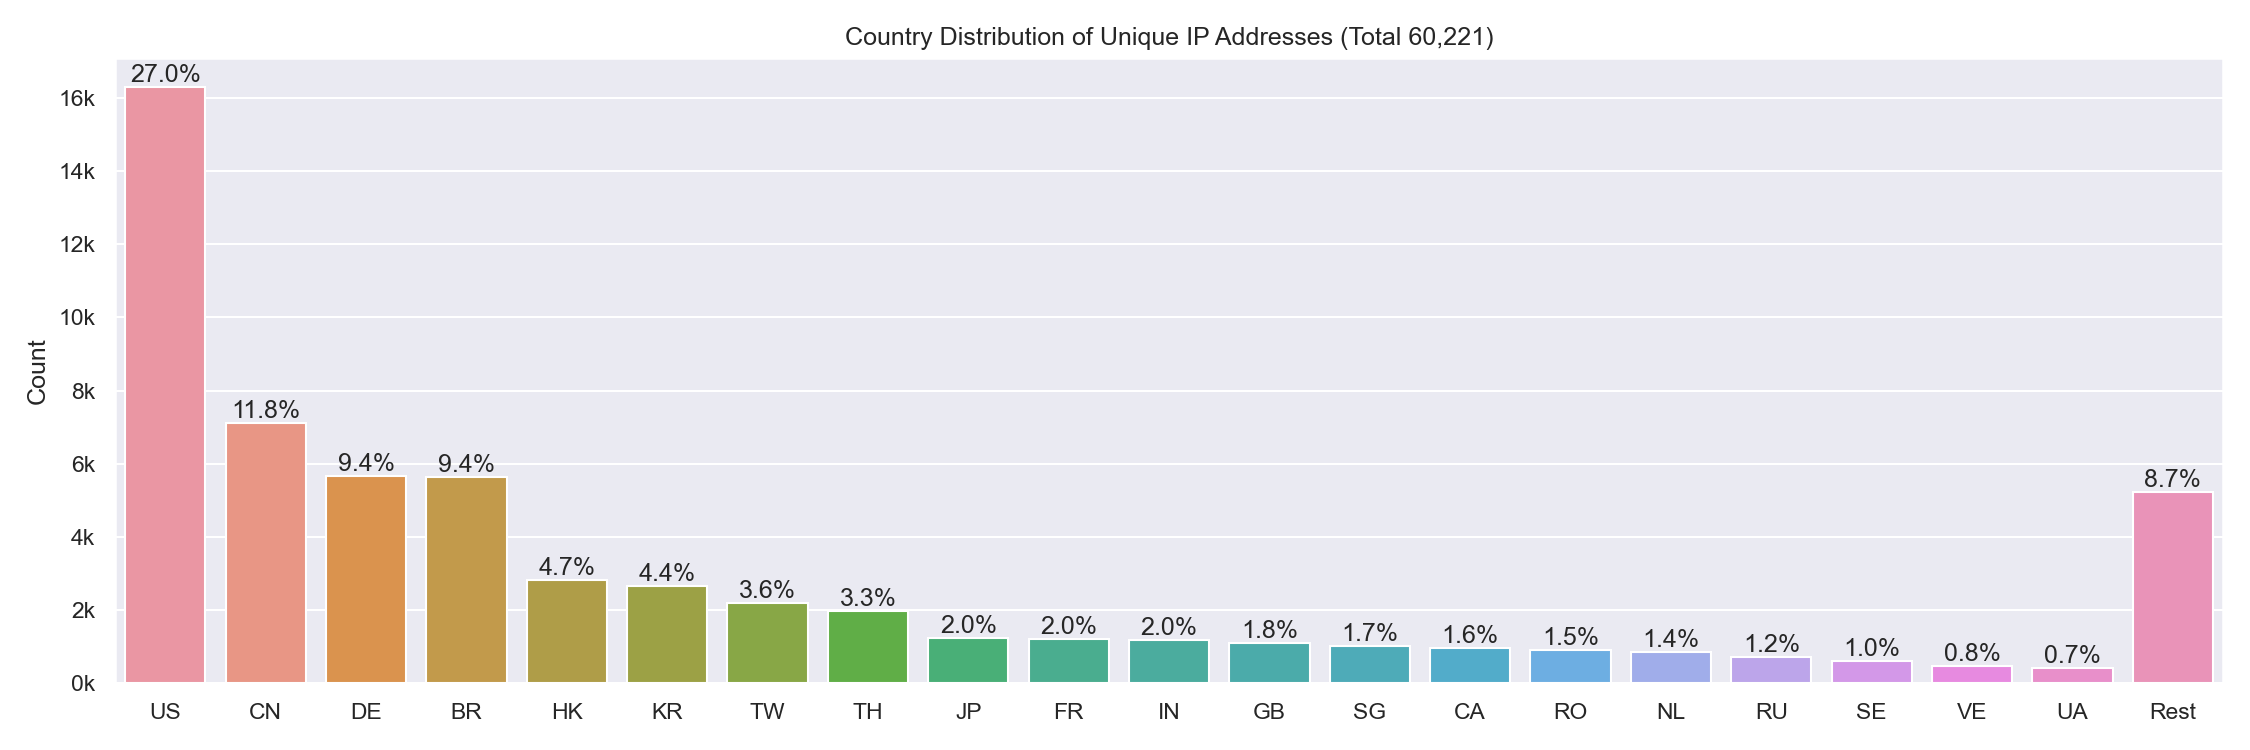 Country Distribution of Unique IP Addresses (Total 60,221)
Count
16k
14k
12k
10k
8k
6k
4k
2k
0k
27.0%
11.8%
9.4%
9.4%
4.7%
4.4%
3.6%
3.3%
2.0%
2.0%
2.0%
1.8%
1.7%
1.6%
1.5%
1.4%
1.2%
1.0%
0.8%
0.7%
8.7%
US CN DE BR HK KR TW TH JP FR IN GB SG CA RO NL RU SE VE UA Rest